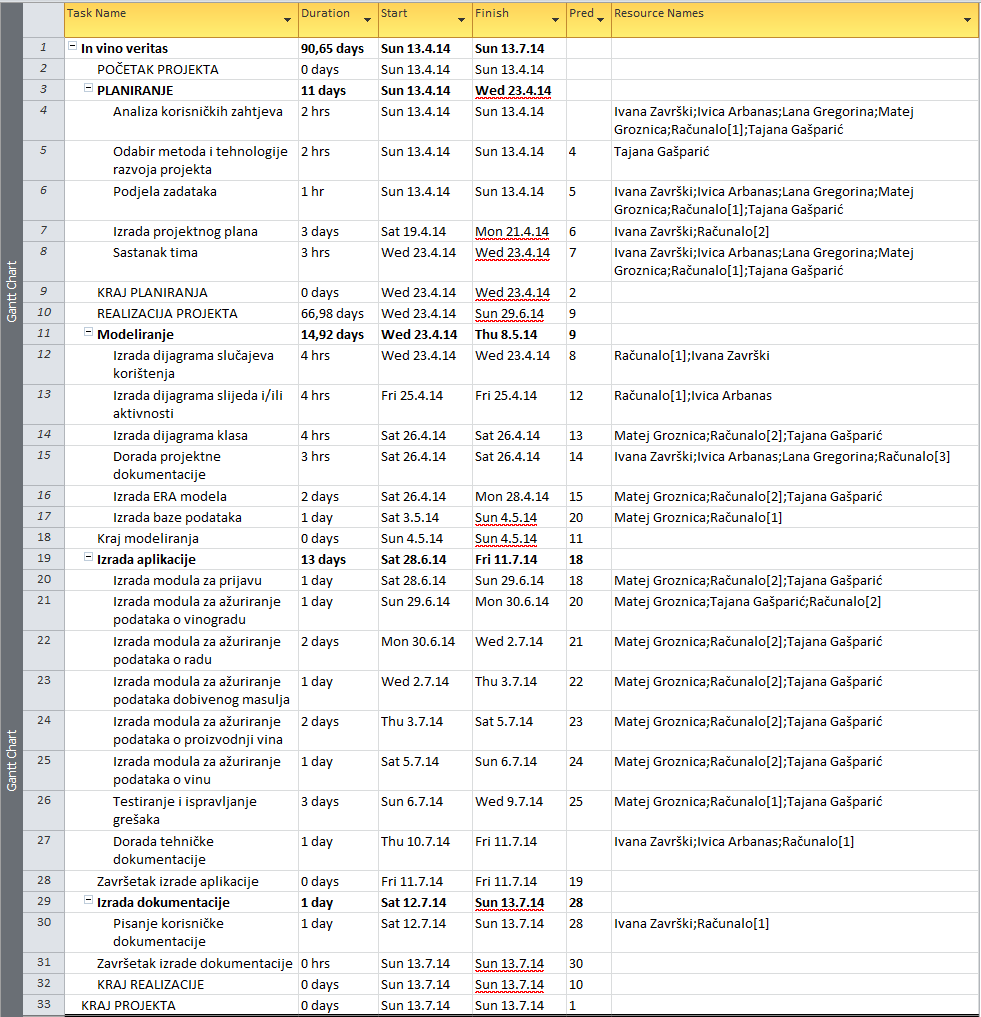 Task Name Duration Start Finish Pred Resource Names
1 In vino veritas 90,65 days Sun 13.4.14 Sun 13.7.14
2 POČETAK PROJEKTA 0 days Sun 13.4.14 Sun 13.4.14
3 PLANIRANJE 11 days Sun 13.4.14 Wed 23.4.14
4 Analiza korisničkih zahtjeva 2 hrs Sun 13.4.14 Sun 13.4.14 Ivana Završki;Ivica Arbanas;Lana Gregorina;Matej
Groznica;Računalo[1];Tajana Gašparić
5 Odabir metoda i tehnologije 2 hrs Sun 13.4.14 Sun 13.4.14 4 Tajana Gašparić
razvoja projekta
6 Podjela zadataka 1 hr Sun 13.4.14 Sun 13.4.14 5 Ivana Završki;Ivica Arbanas;Lana Gregorina;Matej
Groznica;Računalo[1];Tajana Gašparić
7 Izrada projektnog plana 3 days Sat 19.4.14 Mon 21.4.14 6 Ivana Završki;Računalo[2]
8 Sastanak tima 3 hrs Wed 23.4.14 Wed 23.4.14 7 Ivana Završki;Ivica Arbanas;Lana Gregorina;Matej
Groznica;Računalo[1];Tajana Gašparić
Gantt Chart
9 KRAJ PLANIRANJA 0 days Wed 23.4.14 Wed 23.4.14 2
10 REALIZACIJA PROJEKTA 66,98 days Wed 23.4.14 Sun 29.6.14 9
11 Modeliranje 14,92 days Wed 23.4.14 Thu 8.5.14 9
12 Izrada dijagrama slučajeva 4 hrs Wed 23.4.14 Wed 23.4.14 8 Računalo[1];Ivana Završki
korištenja
13 Izrada dijagrama slijeda i/ili 4 hrs Fri 25.4.14 Fri 25.4.14 12 Računalo[1];Ivica Arbanas
aktivnosti
14 Izrada dijagrama klasa 4 hrs Sat 26.4.14 Sat 26.4.14 13 Matej Groznica;Računalo[2];Tajana Gašparić
15 Dorada projektne 3 hrs Sat 26.4.14 Sat 26.4.14 14 Ivana Završki;Ivica Arbanas;Lana Gregorina;Računalo[3]
dokumentacije
16 Izrada ERA modela 2 days Sat 26.4.14 Mon 28.4.14 15 Matej Groznica;Računalo[2];Tajana Gašparić
17 Izrada baze podataka 1 day Sat 3.5.14 Sun 4.5.14 20 Matej Groznica;Računalo[1]
18 Kraj modeliranja 0 days Sun 4.5.14 Sun 4.5.14 11
19 Izrada aplikacije 13 days Sat 28.6.14 Fri 11.7.14 18
20 Izrada modula za prijavu 1 day Sat 28.6.14 Sun 29.6.14 18 Matej Groznica;Računalo[2];Tajana Gašparić
21 Izrada modula za ažuriranje 1 day Sun 29.6.14 Mon 30.6.14 20 Matej Groznica;Tajana Gašparić;Računalo[2]
podataka o vinogradu
22 Izrada modula za ažuriranje 2 days Mon 30.6.14 Wed 2.7.14 21 Matej Groznica;Računalo[2];Tajana Gašparić
podataka o radu
23 Izrada modula za ažuriranje 1 day Wed 2.7.14 Thu 3.7.14 22 Matej Groznica;Računalo[2];Tajana Gašparić
podataka dobivenog masulja
24 Izrada modula za ažuriranje 2 days Thu 3.7.14 Sat 5.7.14 23 Matej Groznica;Računalo[2];Tajana Gašparić
podataka o proizvodnji vina
Gantt Chart
25 Izrada modula za ažuriranje 1 day Sat 5.7.14 Sun 6.7.14 24 Matej Groznica;Računalo[2];Tajana Gašparić
podataka o vinu
26 Testiranje i ispravljanje 3 days Sun 6.7.14 Wed 9.7.14 25 Matej Groznica;Računalo[1];Tajana Gašparić
grešaka
27 Dorada tehničke 1 day Thu 10.7.14 Fri 11.7.14 Ivana Završki;Ivica Arbanas;Računalo[1]
dokumentacije
28 Završetak izrade aplikacije 0 days Fri 11.7.14 Fri 11.7.14 19
29 Izrada dokumentacije 1 day Sat 12.7.14 Sun 13.7.14 28
30 Pisanje korisničke 1 day Sat 12.7.14 Sun 13.7.14 28 Ivana Završki;Računalo[1]
dokumentacije
31 Završetak izrade dokumentacije 0 hrs Sun 13.7.14 Sun 13.7.14 30
32 KRAJ REALIZACIJE 0 days Sun 13.7.14 Sun 13.7.14 10
33 KRAJ PROJEKTA 0 days Sun 13.7.14 Sun 13.7.14 1